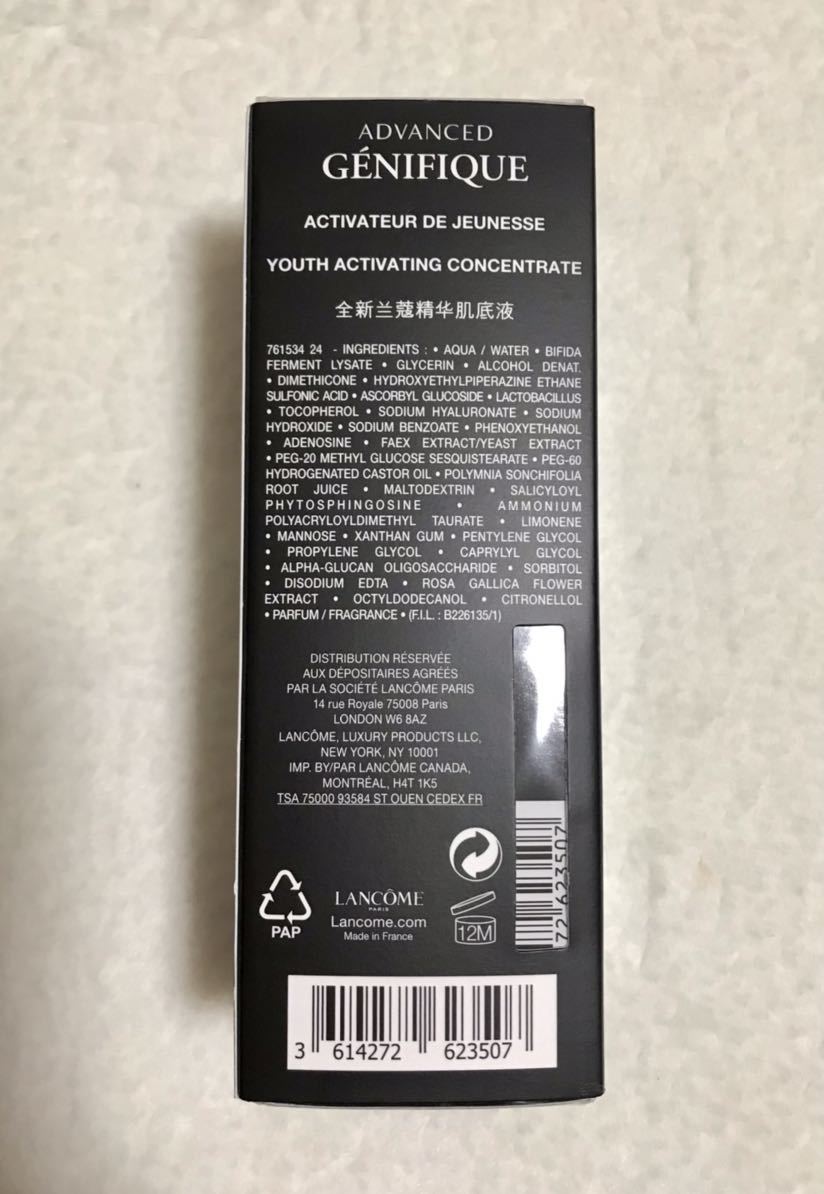 ADVANCED
GÉNIFIQUE
ACTIVATEUR DE JEUNESSE
YOUTH ACTIVATING CONCENTRATE
全新兰蔻精华肌底液
761534 24 - INGREDIENTS : • AQUA / WATER • BIFIDA
FERMENT LYSATE • GLYCERIN • ALCOHOL DENAT.
• DIMETHICONE • HYDROXYETHYLPIPERAZINE ETHANE
SULFONIC ACID • ASCORBYL GLUCOSIDE • LACTOBACILLUS
• TOCOPHEROL • SODIUM HYALURONATE • SODIUM
HYDROXIDE • SODIUM BENZOATE • PHENOXYETHANOL
• ADENOSINE • FAEX EXTRACT/YEAST EXTRACT
• PEG-20 METHYL GLUCOSE SESQUISTEARATE • PEG-60
HYDROGENATED CASTOR OIL • POLYMNIA SONCHIFOLIA
ROOT JUICE • MALTODEXTRIN • SALICYLOYL
PHYTOSPHINGOSINE • AMMONIUM
POLYACRYLOYLDIMETHYL TAURATE • LIMONENE
• MANNOSE • XANTHAN GUM • PENTYLENE GLYCOL
• PROPYLENE GLYCOL • CAPRYLYL GLYCOL
• ALPHA-GLUCAN OLIGOSACCHARIDE • SORBITOL
• DISODIUM EDTA • ROSA GALLICA FLOWER
EXTRACT • OCTYLDODECANOL • CITRONELLOL
• PARFUM / FRAGRANCE • (F.I.L. : B226135/1)
DISTRIBUTION RÉSERVÉE
AUX DÉPOSITAIRES AGRÉÉS
PAR LA SOCIÉTÉ LANCÔME PARIS
14 rue Royale 75008 Paris
LONDON W6 8AZ
LANCÔME, LUXURY PRODUCTS LLC,
NEW YORK, NY 10001
IMP. BY/PAR LANCÔME CANADA,
MONTRÉAL, H4T 1K5
TSA 75000 93584 ST OUEN CEDEX FR
72 623507
PAP
LANCÔME
PARIS
Lancome.com
Made in France
12M
3 614272 623507